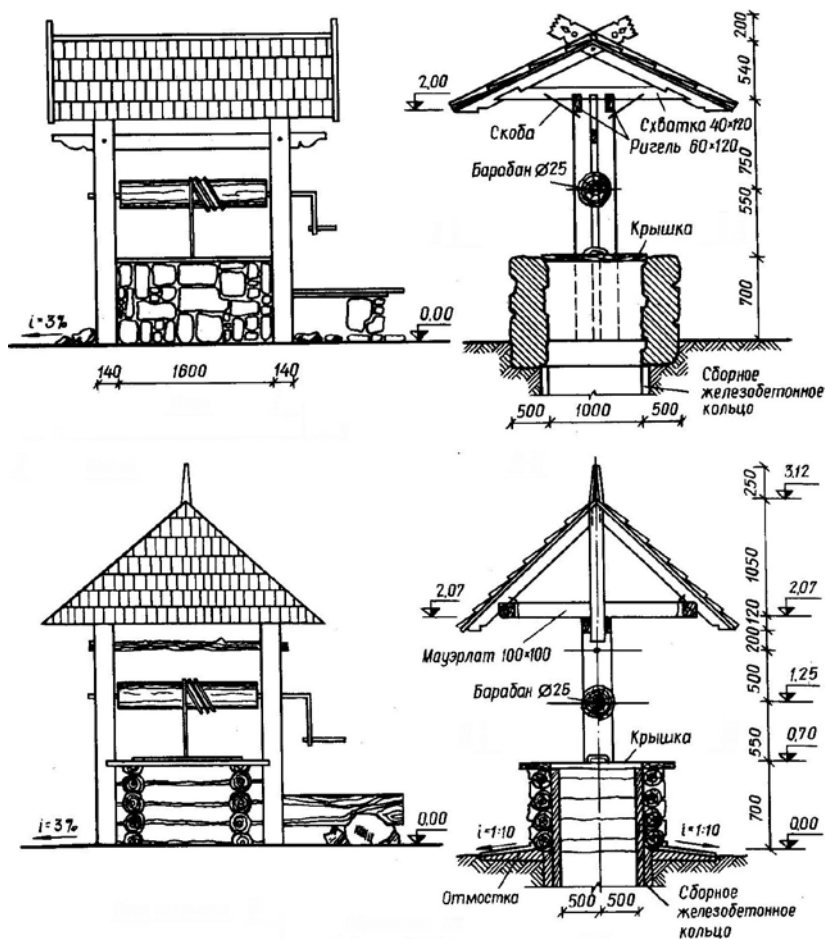 200
540
2,00
Схватка 40×120
Скоба
Ригель 60×120
750
Барабан Ø25
550
Крышка
700
i=3%
0,00
140 1600 140
Сборное
железобетонное
кольцо
500 1000 500
250
3,12
1050
2,07
2,07
120
200
Мауэрлат 100×100
500
1,25
Барабан Ø25
550
0,70
Крышка
700
i=3%
0,00
i=1:10
i=1:10
0,00
Отмостка
500 500
Сборное
железобетонное
кольцо